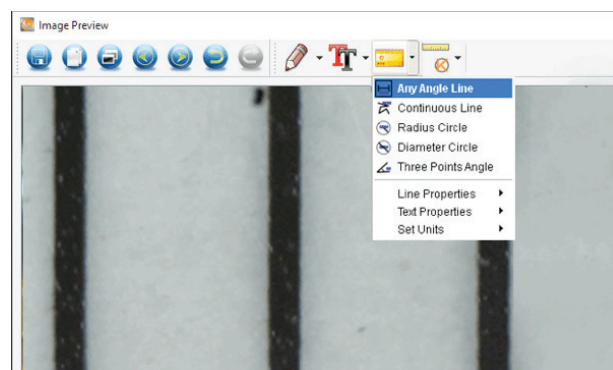 Image Preview
TT
Any Angle Line
Continuous Line
Radius Circle
Diameter Circle
Three Points Angle
Line Properties
Text Properties
Set Units